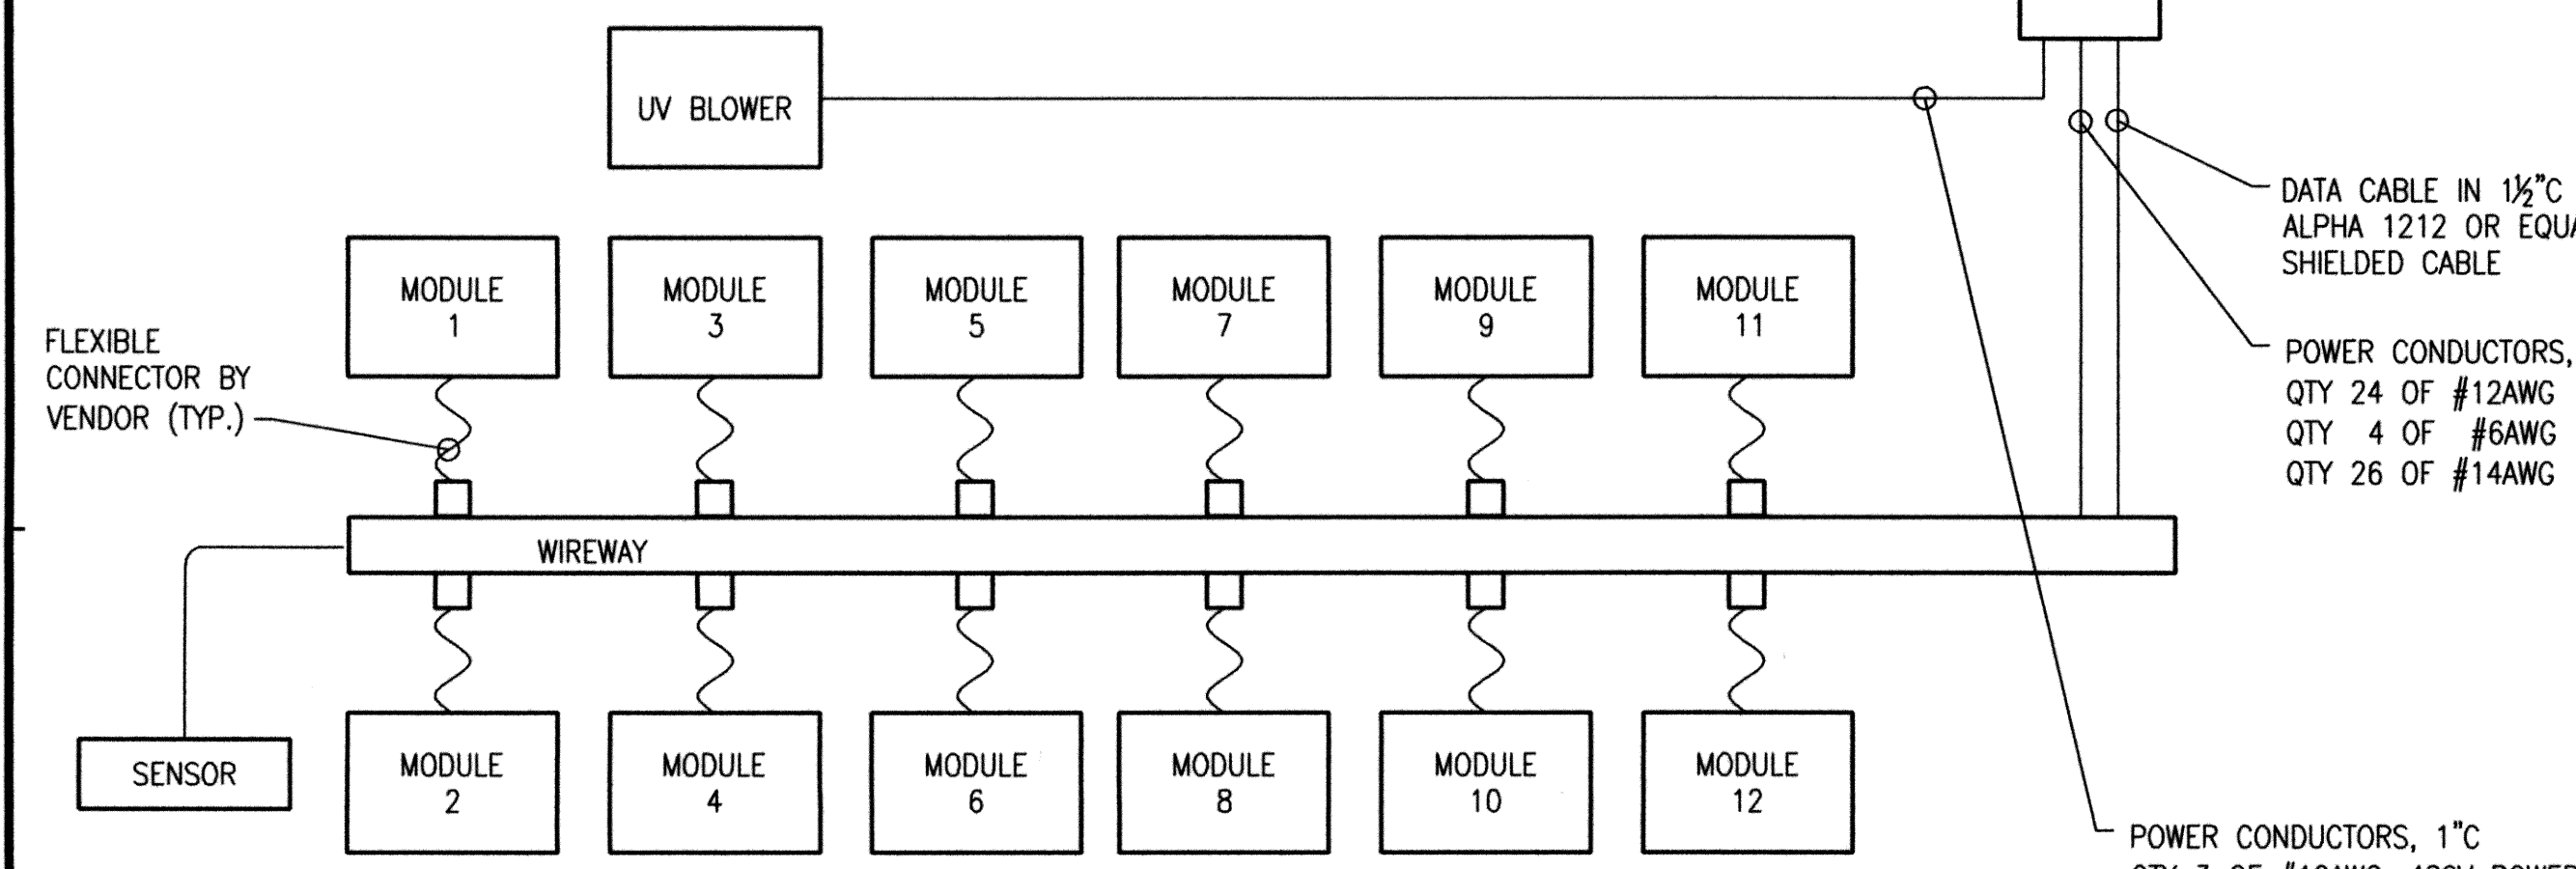 UV BLOWER
DATA CABLE IN 1½"C
ALPHA 1212 OR
SHIELDED CABLE
MODULE
1
MODULE
3
MODULE
5
MODULE
7
MODULE
9
MODULE
11
FLEXIBLE
CONNECTOR BY
VENDOR (TYP.)
POWER CONDUCTORS,
QTY 24 OF #12AWG
QTY 4 OF #6AWG
QTY 26 OF #14AWG
WIREWAY
SENSOR
MODULE
2
MODULE
4
MODULE
6
MODULE
8
MODULE
10
MODULE
12
POWER CONDUCTORS, 1"C